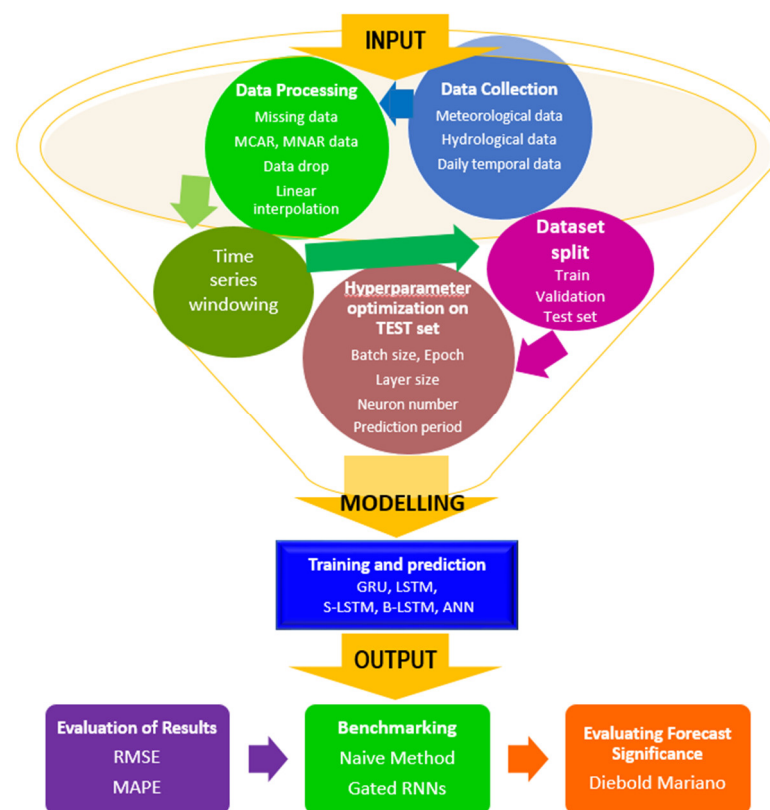 INPUT
Data Processing
Missing data
MCAR, MNAR data
Data drop
Linear
interpolation
Data Collection
Meteorological data
Hydrological data
Daily temporal data
Time
series
windowing
Dataset
split
Train
Validation
Test set
Hyperparameter
optimization on
TEST set
Batch size, Epoch
Layer size
Neuron number
Prediction period
MODELLING
Training and prediction
GRU, LSTM,
S-LSTM, B-LSTM, ANN
OUTPUT
Evaluation of Results
RMSE
MAPE
Benchmarking
Naive Method
Gated RNNs
Evaluating Forecast
Significance
Diebold Mariano